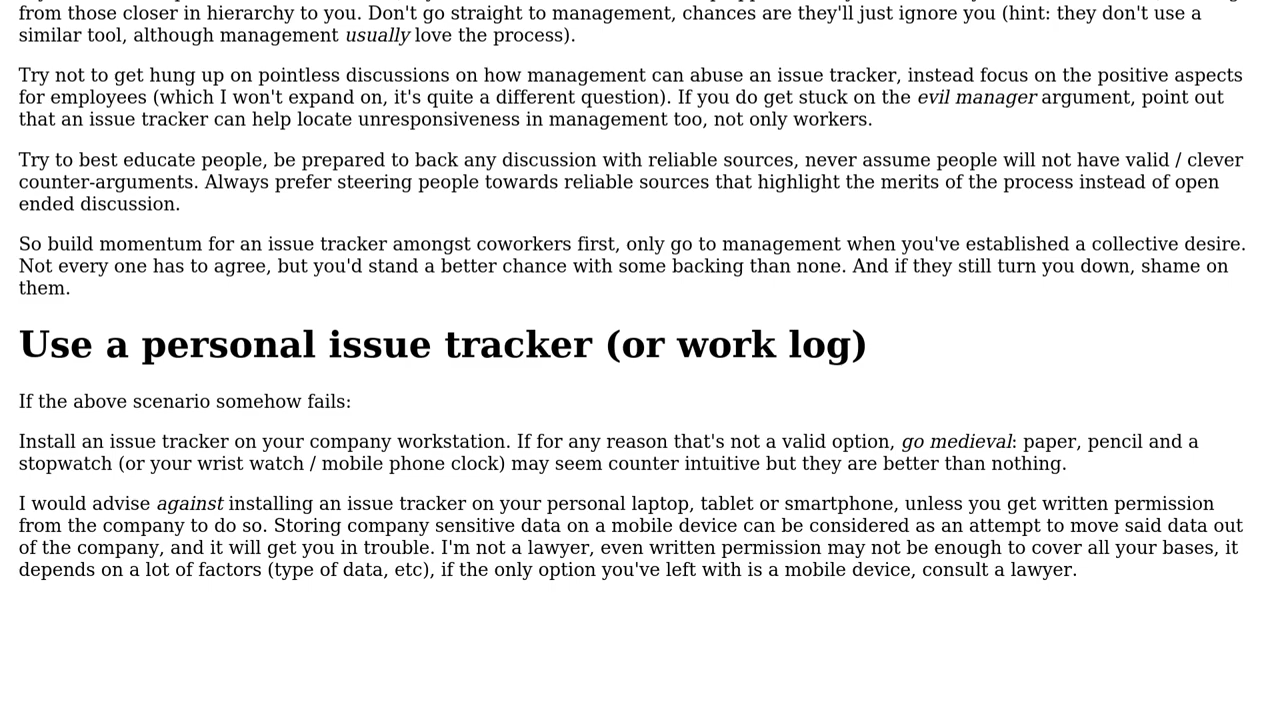 from those closer in hierarchy to you. Don't go straight to management, chances are they'll just ignore you (hint: they don't use a
similar tool, although management usually love the process).
Try not to get hung up on pointless discussions on how management can abuse an issue tracker, instead focus on the positive aspects
for employees (which I won't expand on, it's quite a different question). If you do get stuck on the evil manager argument, point out
that an issue tracker can help locate unresponsiveness in management too, not only workers.
Try to best educate people, be prepared to back any discussion with reliable sources, never assume people will not have valid / clever
counter-arguments. Always prefer steering people towards reliable sources that highlight the merits of the process instead of open
ended discussion.
So build momentum for an issue tracker amongst coworkers first, only go to management when you've established a collective desire.
Not every one has to agree, but you'd stand a better chance with some backing than none. And if they still turn you down, shame on
them.
Use a personal issue tracker (or work log)
If the above scenario somehow fails:
Install an issue tracker on your company workstation. If for any reason that's not a valid option, go medieval: paper, pencil and a
stopwatch (or your wrist watch / mobile phone clock) may seem counter intuitive but they are better than nothing.
I would advise against installing an issue tracker on your personal laptop, tablet or smartphone, unless you get written permission
from the company to do so. Storing company sensitive data on a mobile device can be considered as an attempt to move said data out
of the company, and it will get you in trouble. I'm not a lawyer, even written permission may not be enough to cover all your bases, it
depends on a lot of factors (type of data, etc), if the only option you've left with is a mobile device, consult a lawyer.